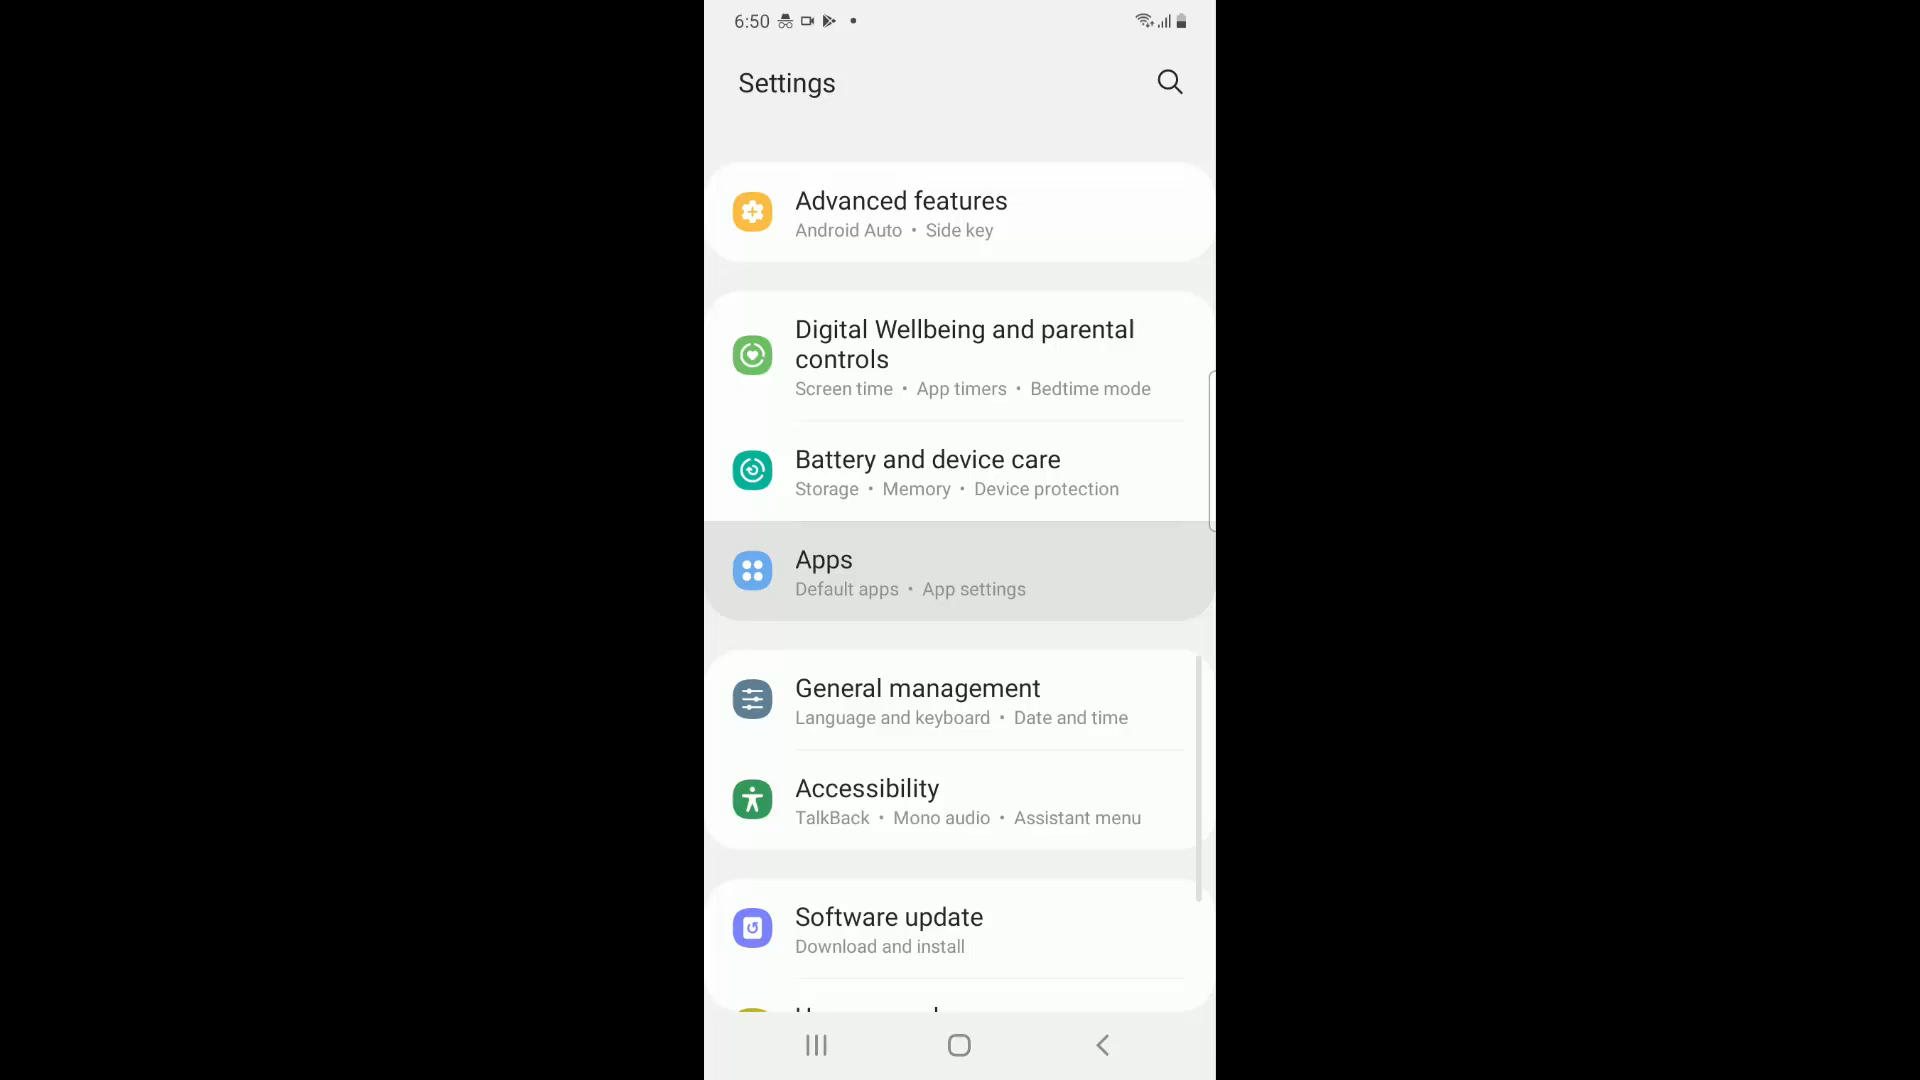 6:50
Settings
Advanced features
Android Auto • Side key
Digital Wellbeing and parental
controls
Screen time • App timers • Bedtime mode
Battery and device care
Storage • Memory • Device protection
Apps
Default apps • App settings
General management
Language and keyboard • Date and time
Accessibility
TalkBack • Mono audio • Assistant menu
Software update
Download and install